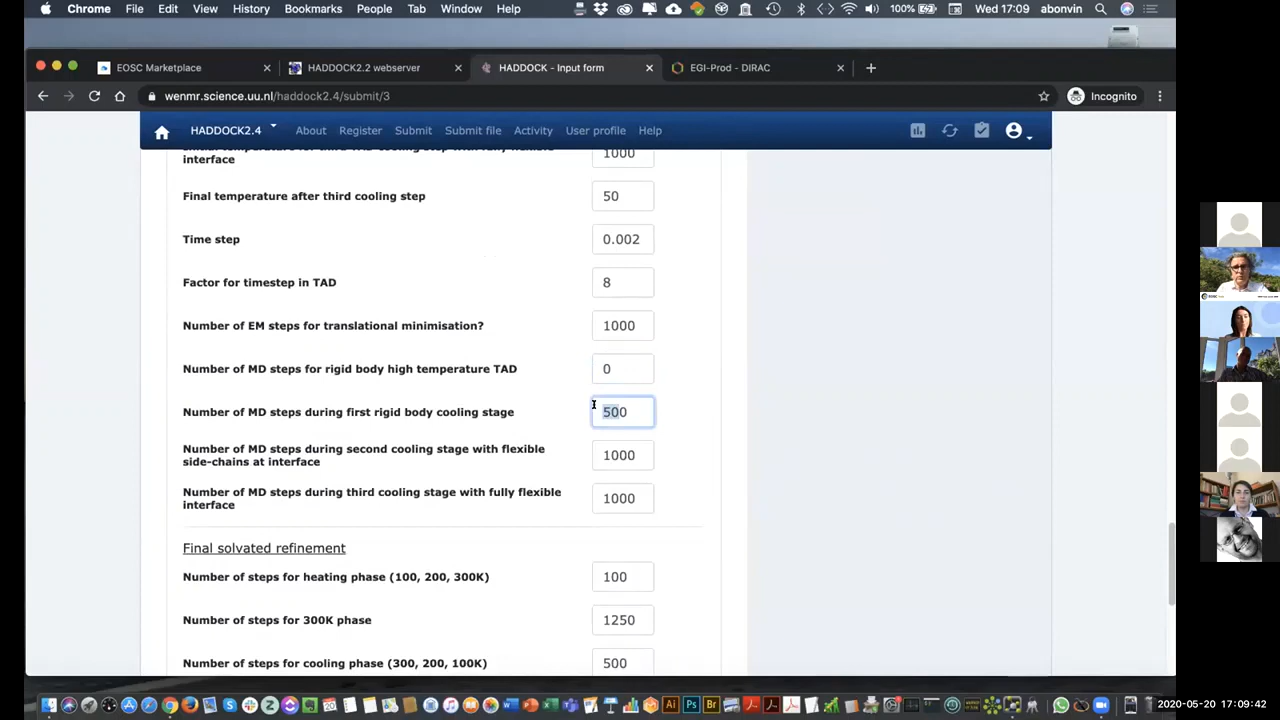 Chrome File Edit View History Bookmarks People Tab Window Help 100% Wed 17:09 abonvin
EOSC Marketplace HADDOCK2.2 webserver HADDOCK - Input form EGI-Prod - DIRAC
wenmr.science.uu.nl/haddock2.4/submit/3 Incognito
HADDOCK2.4 About Register Submit Submit file Activity User profile Help
interface 1000
Final temperature after third cooling step 50
Time step 0.002
Factor for timestep in TAD 8
Number of EM steps for translational minimisation? 1000
Number of MD steps for rigid body high temperature TAD 0
Number of MD steps during first rigid body cooling stage 500
Number of MD steps during second cooling stage with flexible
side-chains at interface 1000
Number of MD steps during third cooling stage with fully flexible
interface 1000
Final solvated refinement
Number of steps for heating phase (100, 200, 300K) 100
Number of steps for 300K phase 1250
Number of steps for cooling phase (300, 200, 100K) 500
Ai Ps Br
2020-05-20 17:09:42